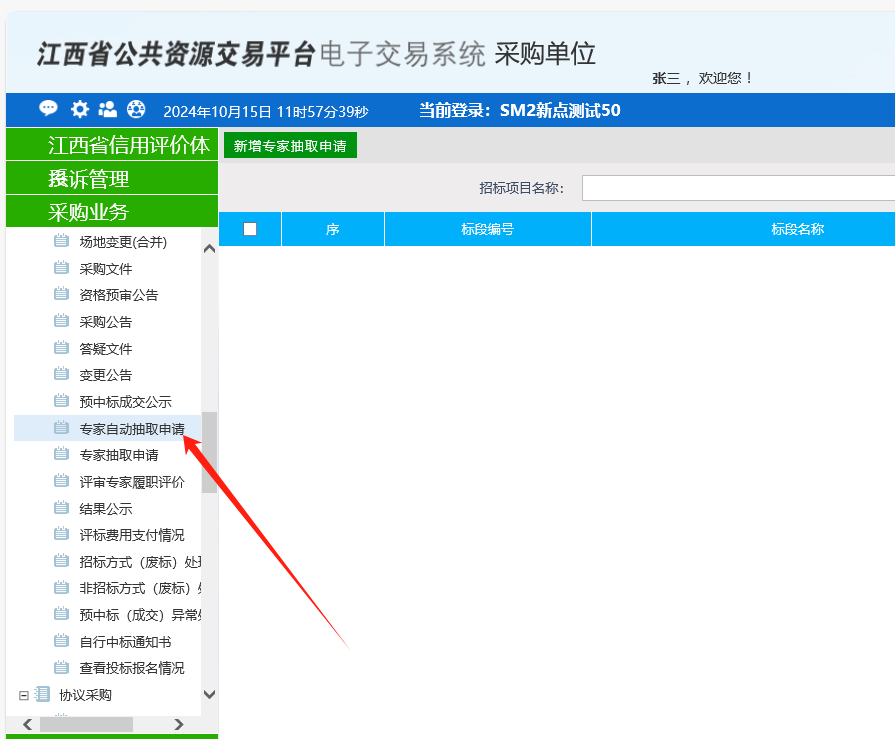 江西省公共资源交易平台电子交易系统 采购单位
张三 ，欢迎您！
2024年10月15日 11时57分39秒
当前登录：SM2新点测试50
江西省信用评价体
投诉管理
采购业务
新增专家抽取申请
招标项目名称：
序 标段编号 标段名称
场地变更(合并)
采购文件
资格预审公告
采购公告
答疑文件
变更公告
预中标成交公示
专家自动抽取申请
专家抽取申请
评审专家履职评价
结果公示
评标费用支付情况
招标方式（废标）处理
非招标方式（废标）
预中标（成交）异常
自行中标通知书
查看投标报名情况
协议采购